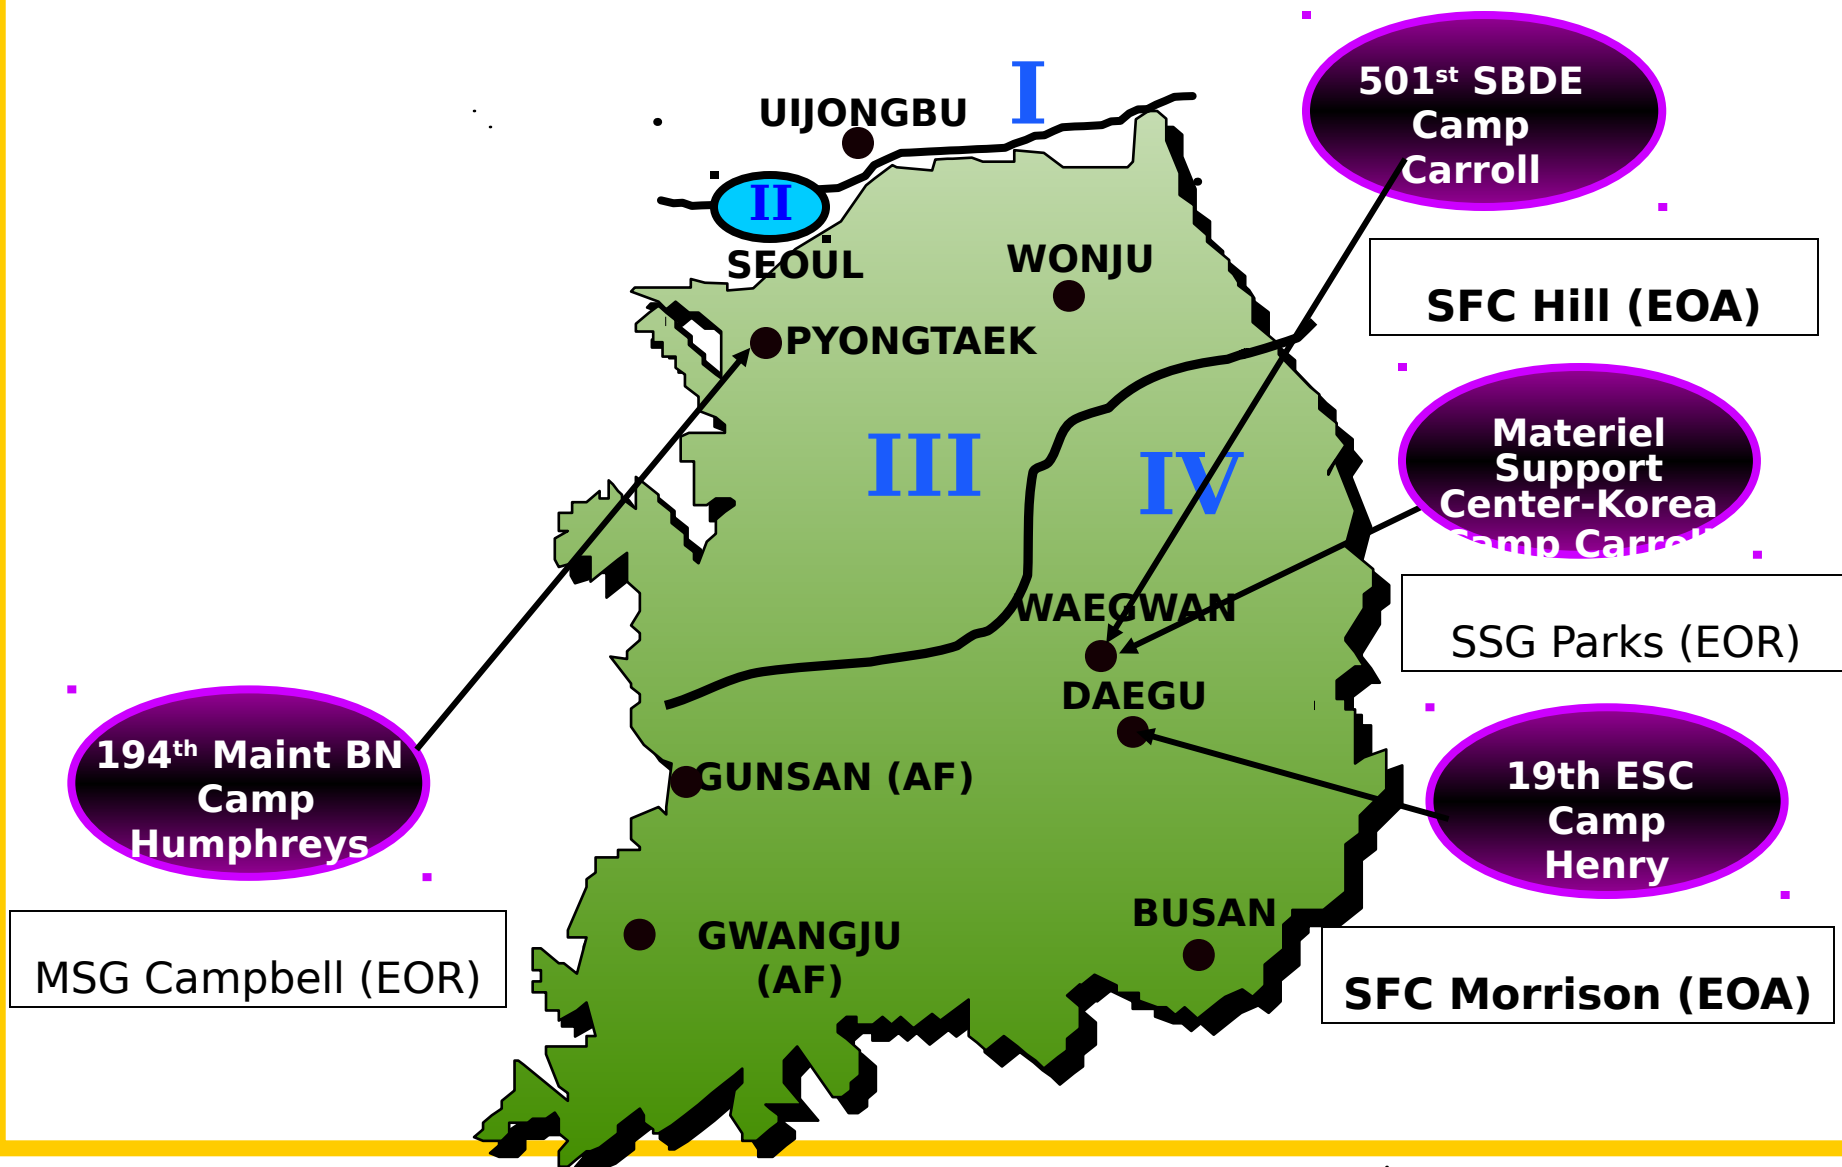 I
UIJONGBU
II
SEOUL
WONJU
PYONGTAEK
III
IV
WAEGWAN
DAEGU
GUNSAN (AF)
GWANGJU
(AF)
BUSAN
501st SBDE
Camp
Carroll
SFC Hill (EOA)
Materiel
Support
Center-Korea
Camp Carroll
SSG Parks (EOR)
19th ESC
Camp
Henry
SFC Morrison (EOA)
194th Maint BN
Camp
Humphreys
MSG Campbell (EOR)